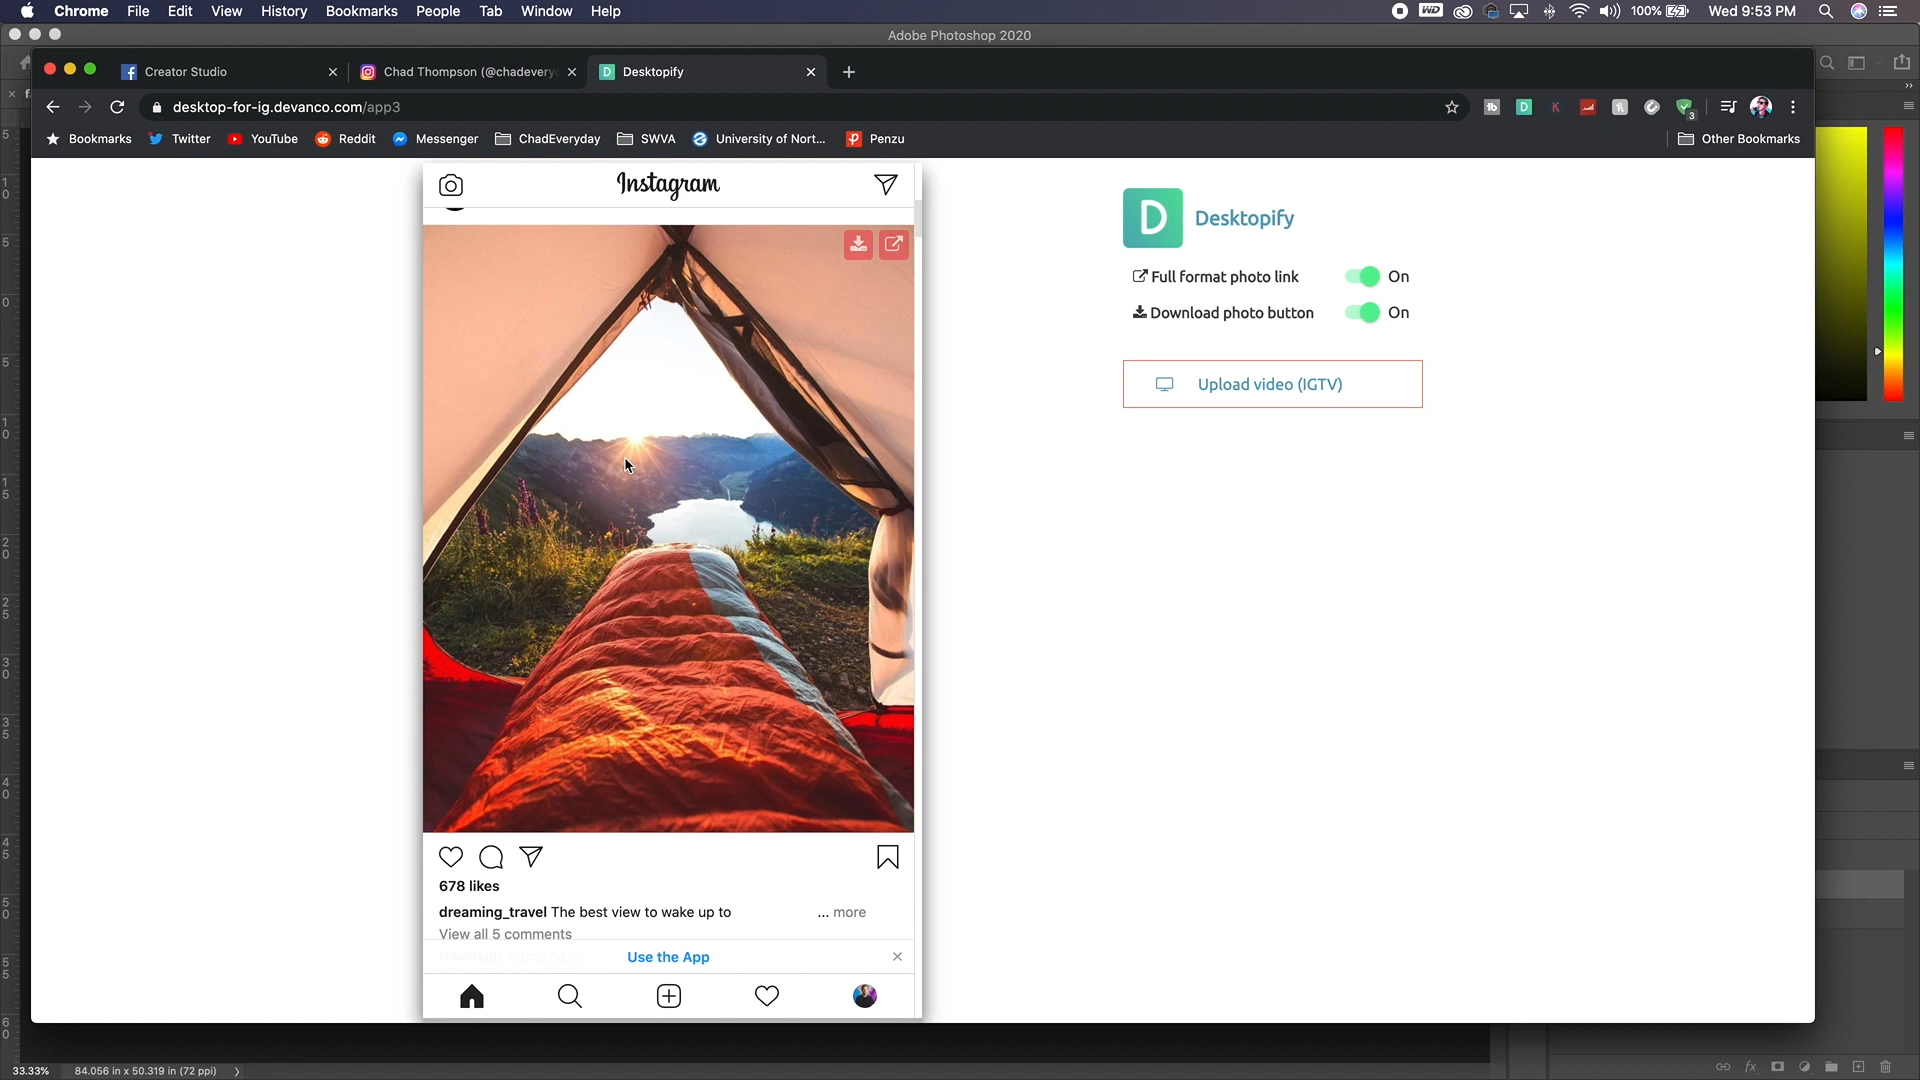 Chrome File Edit View History Bookmarks People Tab Window Help 100% Wed 9:53 PM
Adobe Photoshop 2020
Creator Studio
Chad Thompson (@chadevery
Desktopify
desktop-for-ig.devanco.com/app3
3
Bookmarks Twitter YouTube Reddit Messenger ChadEveryday SWVA University of Nort... Penzu Other Bookmarks
Instagram
D Desktopify
Full format photo link On
Download photo button On
Upload video (IGTV)
678 likes
dreaming_travel The best view to wake up to ... more
View all 5 comments
Use the App
33.33% 84.056 in x 50.319 in (72 ppi)